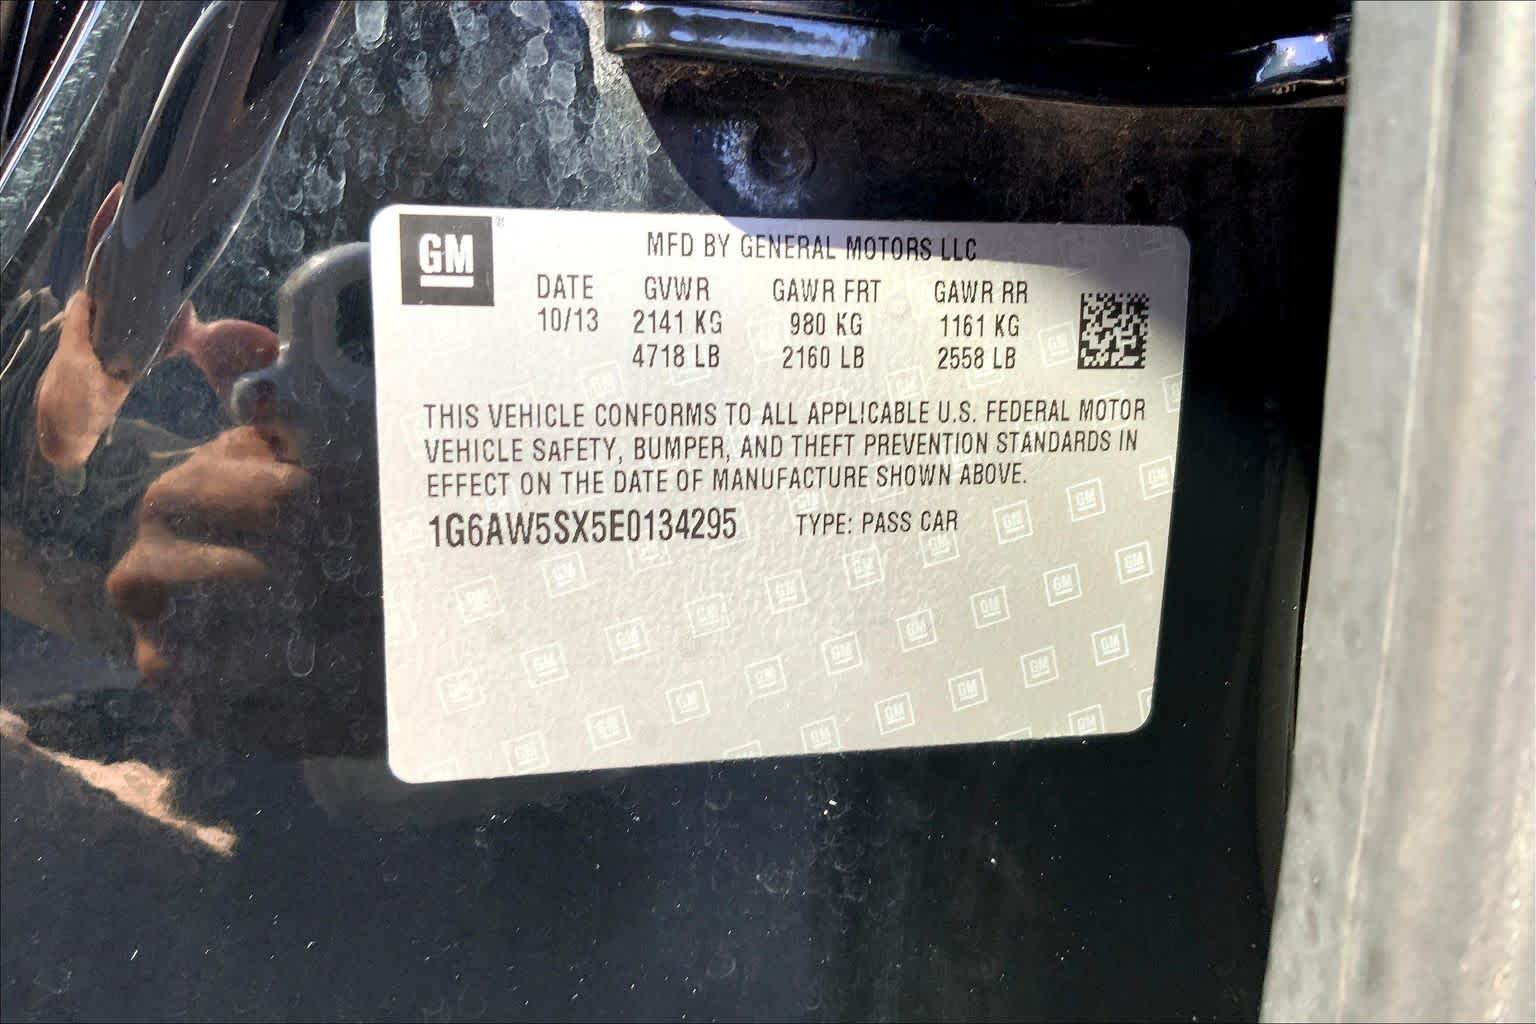 GM®
MFD BY GENERAL MOTORS LLC
DATE GVWR GAWR FRT GAWR RR
10/13 2141 KG 980 KG 1161 KG
4718 LB 2160 LB 2558 LB
THIS VEHICLE CONFORMS TO ALL APPLICABLE U.S. FEDERAL MOTOR
VEHICLE SAFETY, BUMPER, AND THEFT PREVENTION STANDARDS IN
EFFECT ON THE DATE OF MANUFACTURE SHOWN ABOVE.
1G6AW5SX5E0134295 TYPE: PASS CAR